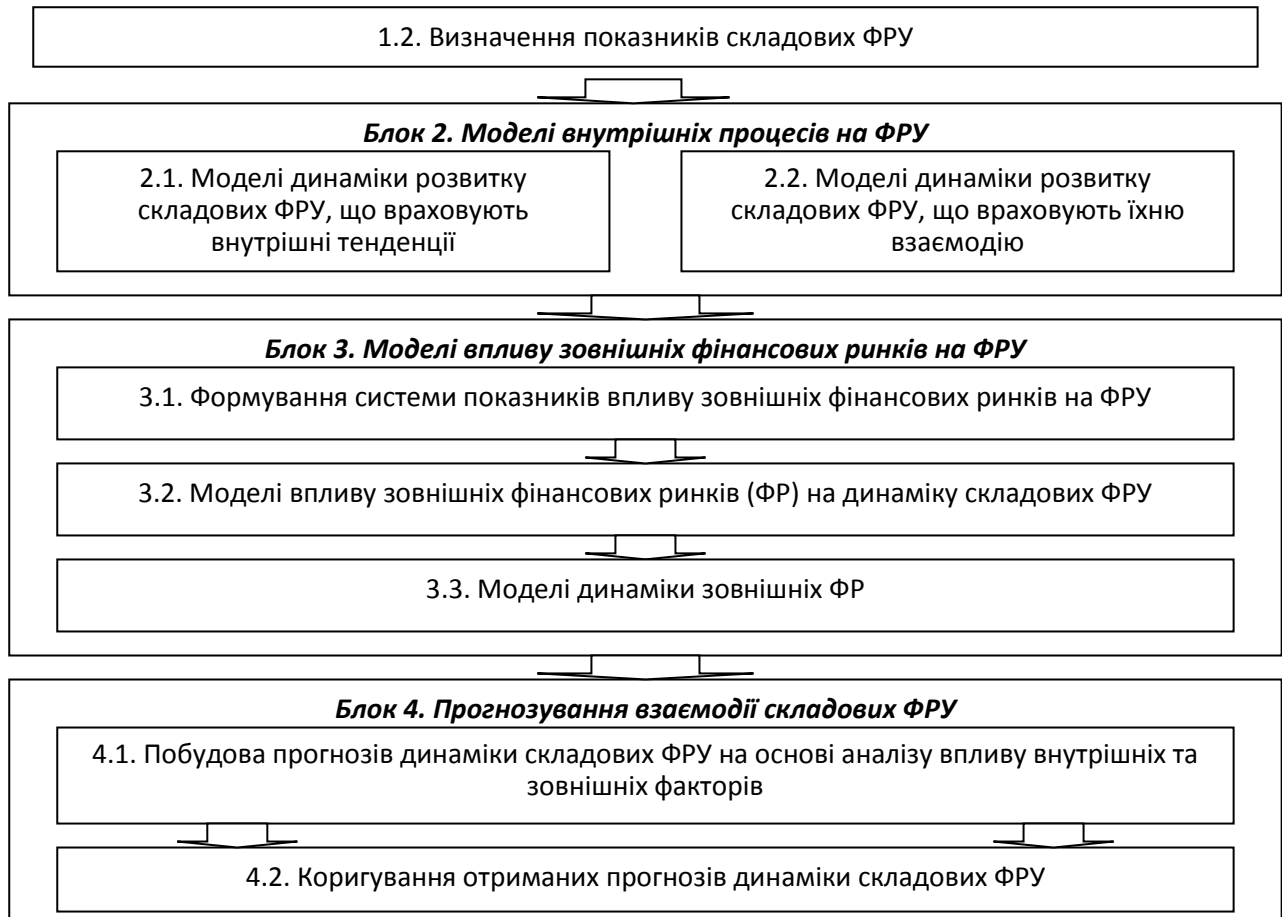 1.2. Визначення показників складових ФРУ
Блок 2. Моделі внутрішніх процесів на ФРУ
2.1. Моделі динаміки розвитку
складових ФРУ, що враховують
внутрішні тенденції
2.2. Моделі динаміки розвитку
складових ФРУ, що враховують їхню
взаємодію
Блок 3. Моделі впливу зовнішніх фінансових ринків на ФРУ
3.1. Формування системи показників впливу зовнішніх фінансових ринків на ФРУ
3.2. Моделі впливу зовнішніх фінансових ринків (ФР) на динаміку складових ФРУ
3.3. Моделі динаміки зовнішніх ФР
Блок 4. Прогнозування взаємодії складових ФРУ
4.1. Побудова прогнозів динаміки складових ФРУ на основі аналізу впливу внутрішніх та
зовнішніх факторів
4.2. Коригування отриманих прогнозів динаміки складових ФРУ